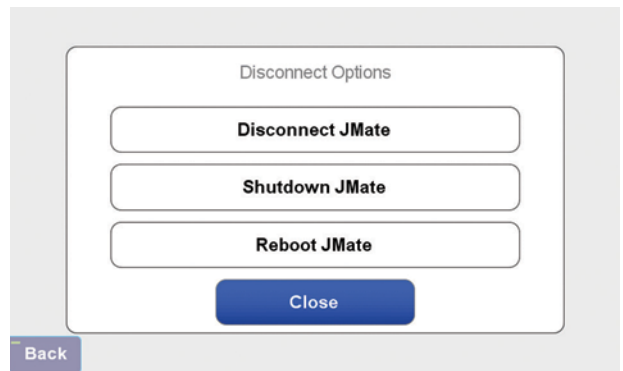 Disconnect Options
Disconnect JMate
Shutdown JMate
Reboot JMate
Close
Back